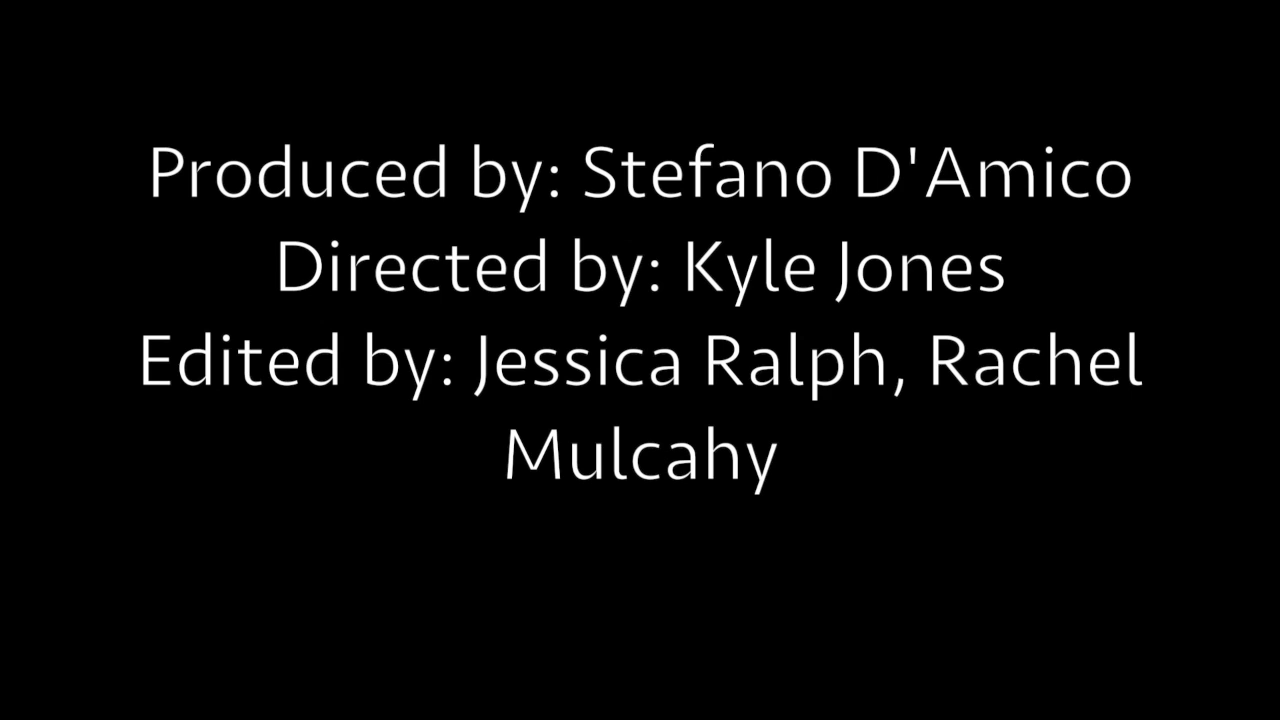 Produced by: Stefano D'Amico
Directed by: Kyle Jones
Edited by: Jessica Ralph, Rachel
Mulcahy